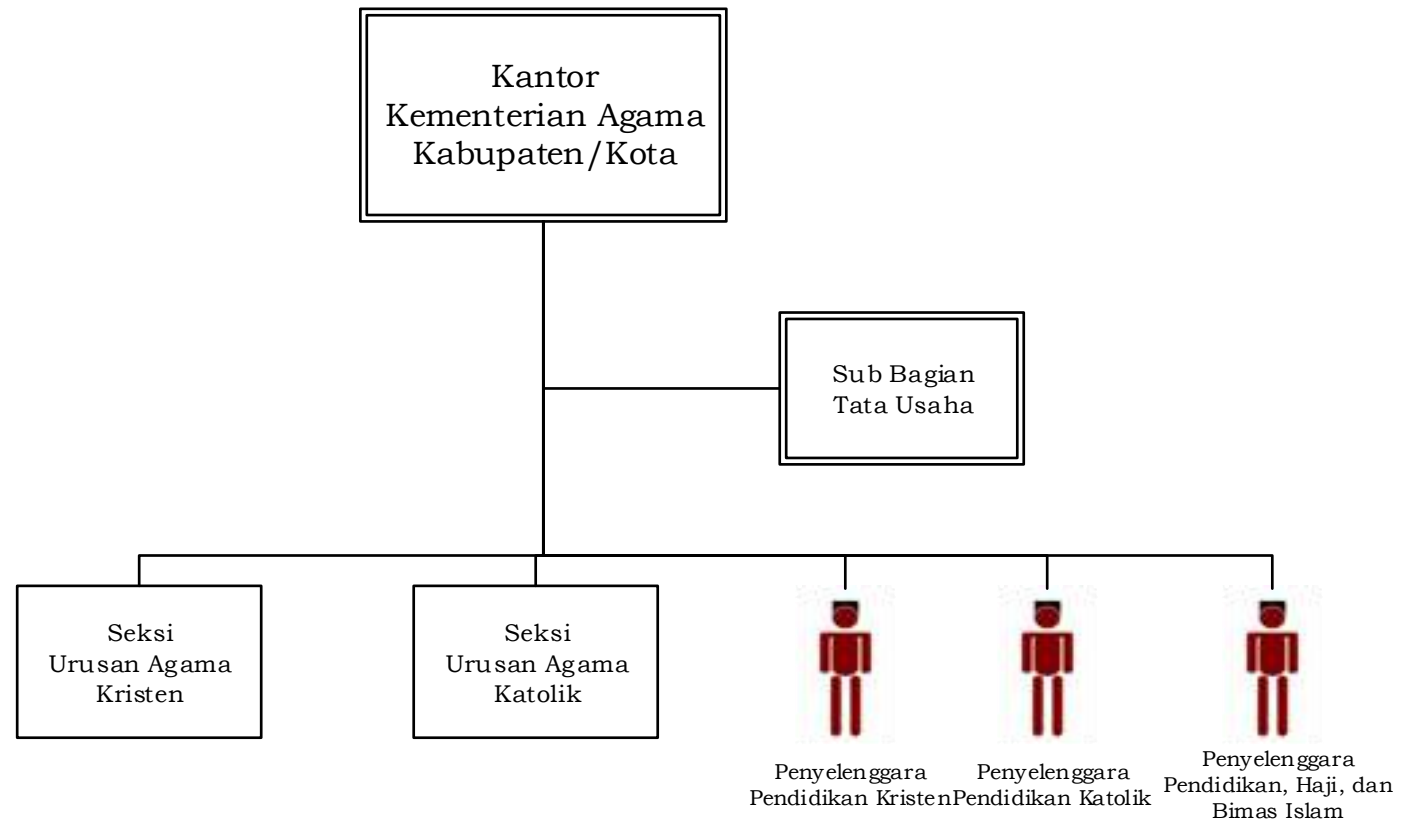 Kantor
Kementerian Agama
Kabupaten/Kota
Sub Bagian
Tata Usaha
Seksi
Urusan Agama
Kristen
Seksi
Urusan Agama
Katolik
Penyelenggara
Pendidikan Kristen
Penyelenggara
Pendidikan Katolik
Penyelenggara
Pendidikan, Haji, dan
Bimas Islam